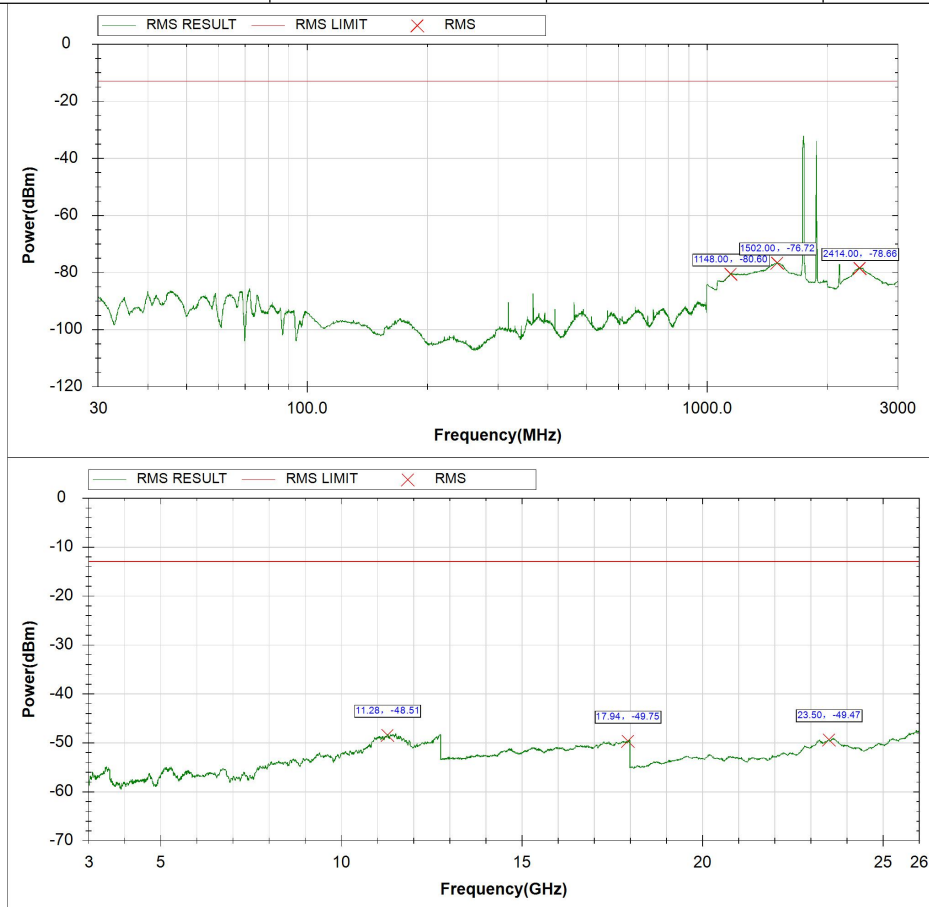 RMS RESULT RMS LIMIT RMS
0
-20
-40
-60
-80
-100
-120
Power(dBm)
1148.00, -80.60
1502.00, -76.72
2414.00, -78.66
30 100.0 1000.0 3000
Frequency(MHz)
RMS RESULT RMS LIMIT RMS
0
-10
-20
-30
-40
-50
-60
-70
Power(dBm)
11.28, -48.51
17.94, -49.75
23.50, -49.47
3 5 10 15 20 25 26
Frequency(GHz)